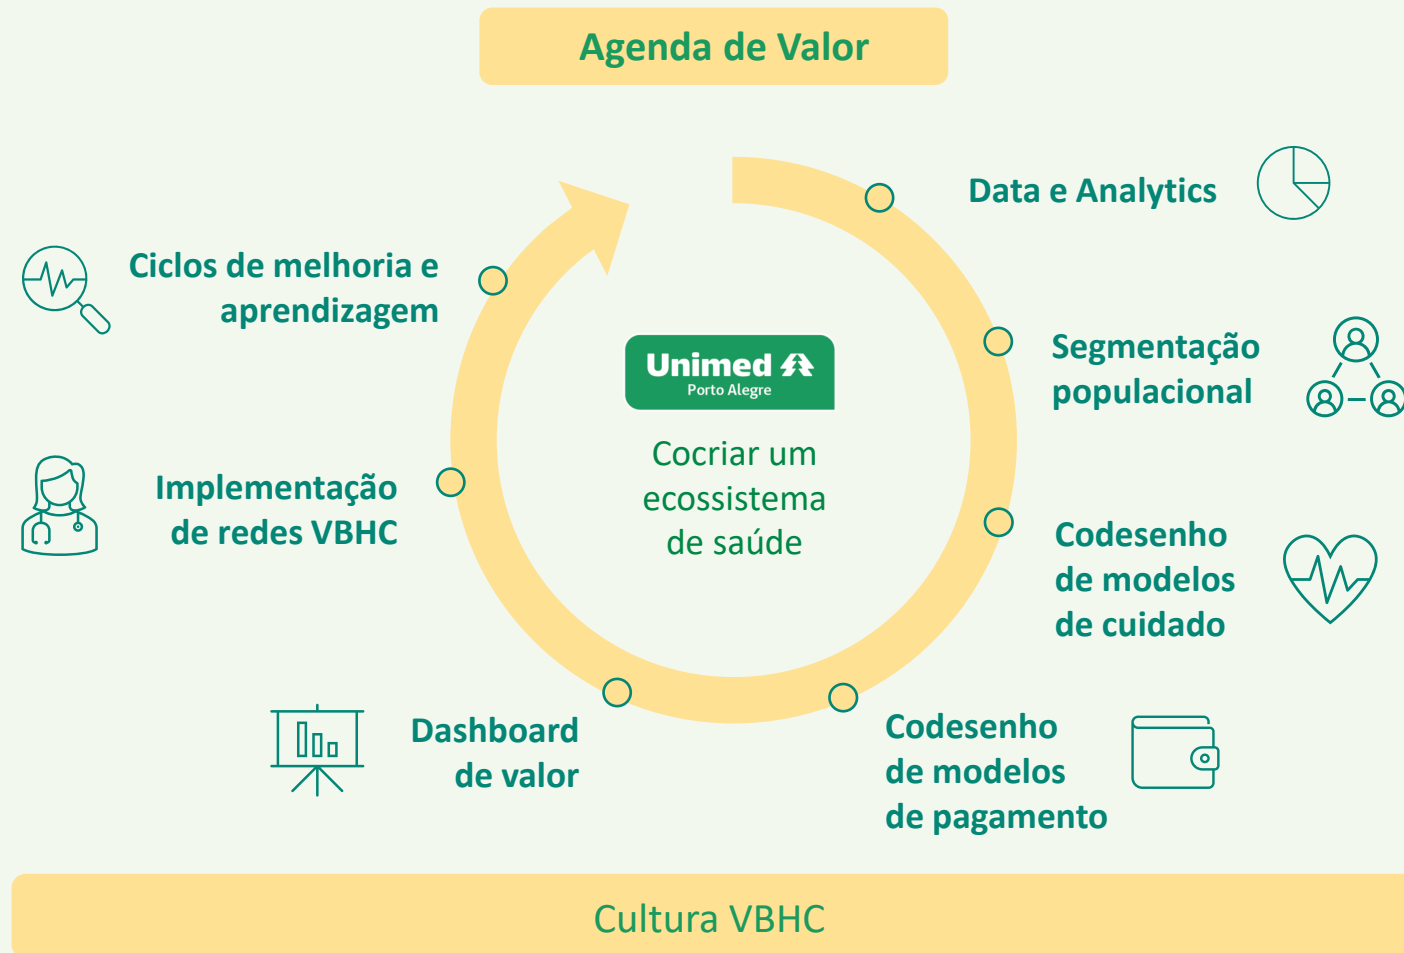 Agenda de Valor
Data e Analytics
Segmentação
populacional
Codesenho
de modelos
de cuidado
Codesenho
de modelos
de pagamento
Dashboard
de valor
Implementação
de redes VBHC
Ciclos de melhoria e
aprendizagem
Unimed
Porto Alegre
Cocriar um
ecossistema
de saúde
Cultura VBHC